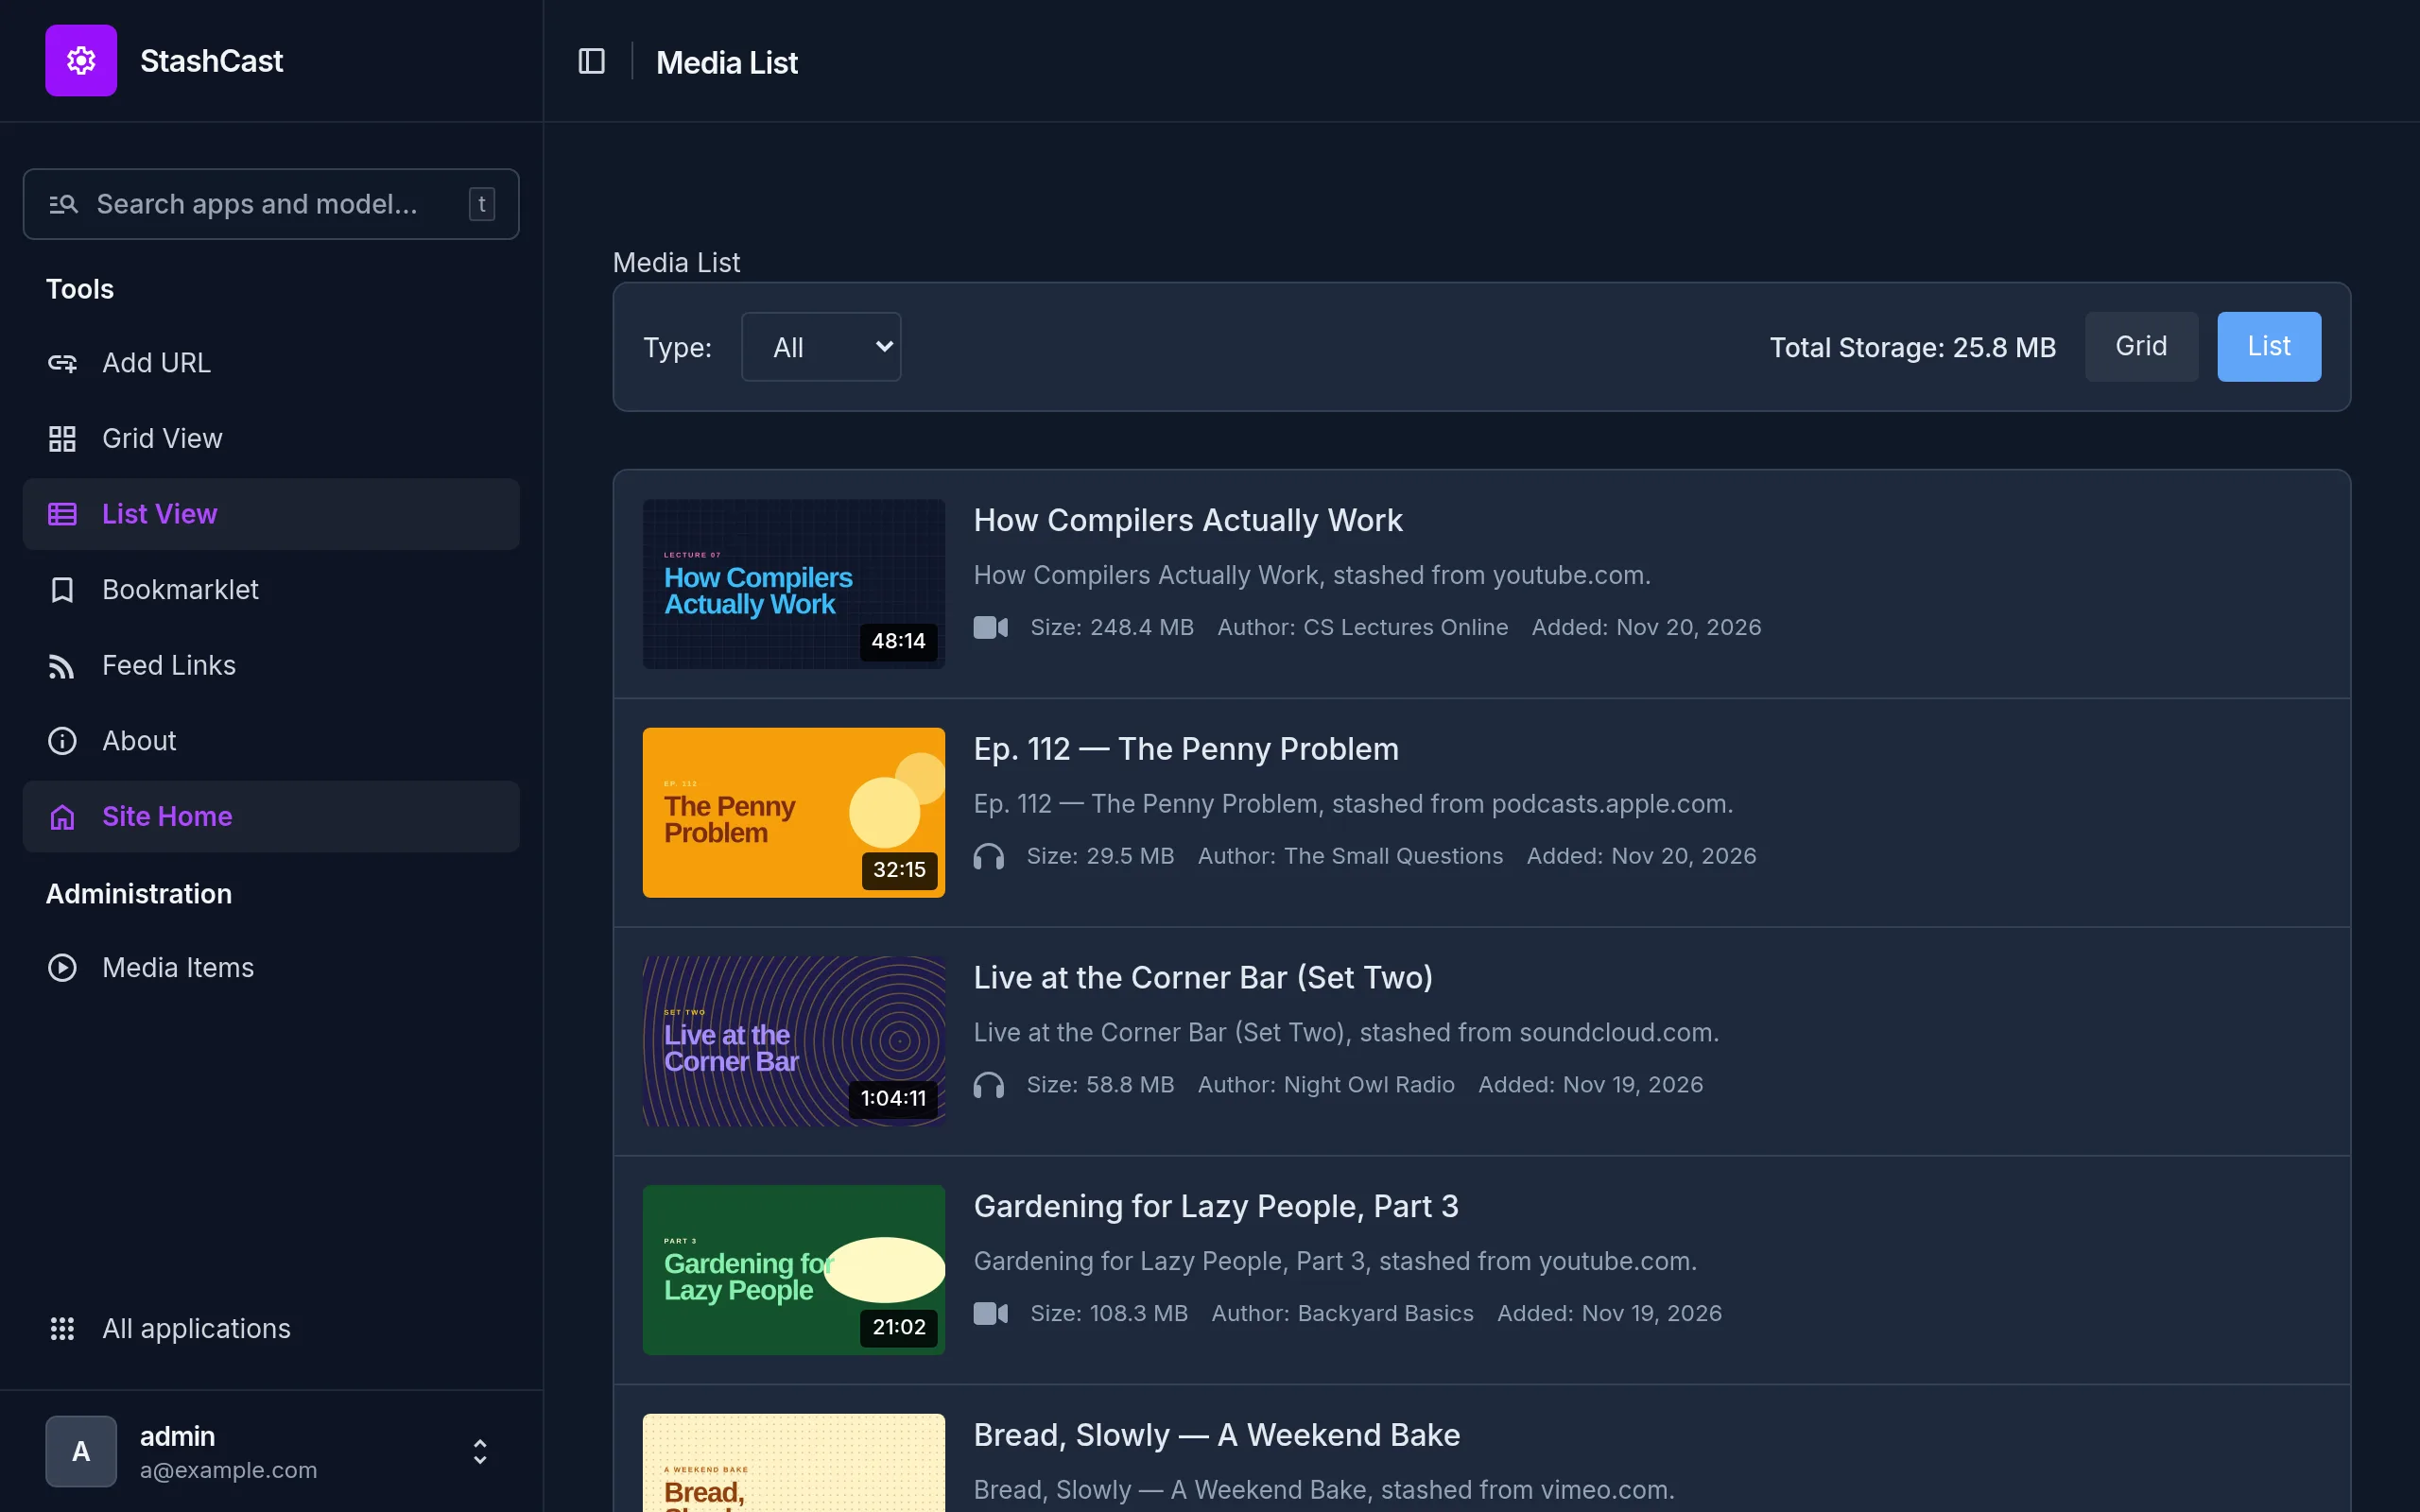 StashCast
Search apps and model...
t
Tools
Add URL
Grid View
List View
Bookmarklet
Feed Links
About
Site Home
Administration
Media Items
All applications
A
admin
a@example.com
Media List
Media List
Type:
All
Total Storage: 25.8 MB
Grid
List
LECTURE 07
How Compilers
Actually Work
48:14
How Compilers Actually Work
How Compilers Actually Work, stashed from youtube.com.
Size: 248.4 MB Author: CS Lectures Online Added: Nov 20, 2026
EP. 112
The Penny
Problem
32:15
Ep. 112 — The Penny Problem
Ep. 112 — The Penny Problem, stashed from podcasts.apple.com.
Size: 29.5 MB Author: The Small Questions Added: Nov 20, 2026
SET TWO
Live at the
Corner Bar
1:04:11
Live at the Corner Bar (Set Two)
Live at the Corner Bar (Set Two), stashed from soundcloud.com.
Size: 58.8 MB Author: Night Owl Radio Added: Nov 19, 2026
PART 3
Gardening for
Lazy People
21:02
Gardening for Lazy People, Part 3
Gardening for Lazy People, Part 3, stashed from youtube.com.
Size: 108.3 MB Author: Backyard Basics Added: Nov 19, 2026
A WEEKEND BAKE
Bread,
Bread, Slowly — A Weekend Bake
Bread, Slowly — A Weekend Bake, stashed from vimeo.com.